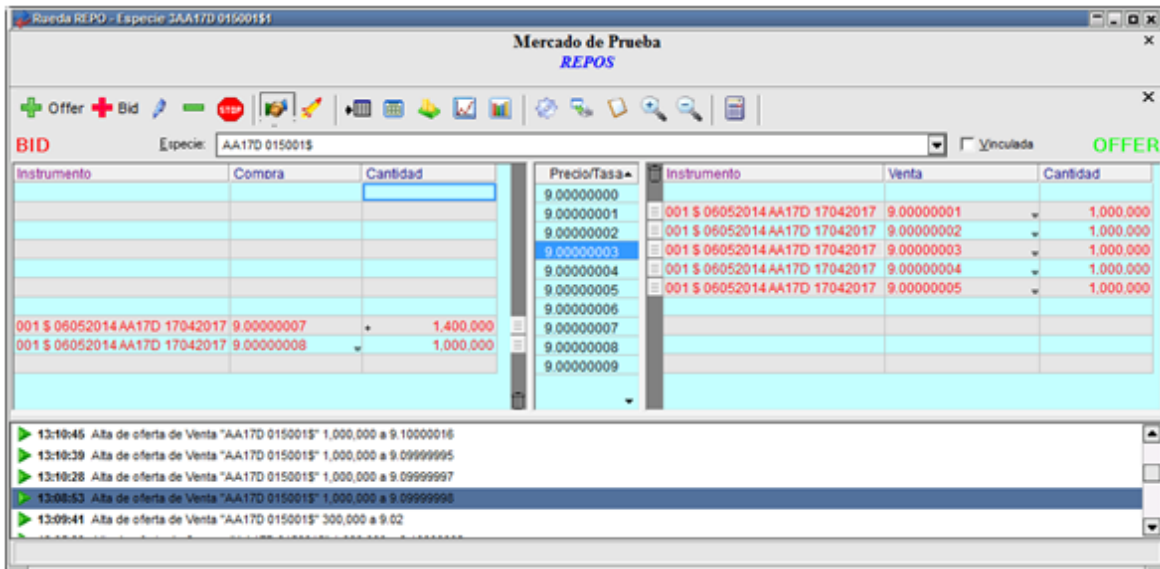 Rueda REPO - Especie 3AA17D 015001$1
Mercado de Prueba
REPOS
Offer Bid STOP
BID Especie: AA17D 015001$ Vinculada OFFER
Instrumento Compra Cantidad Precio/Tasa Instrumento Venta Cantidad
9.00000000
9.00000001 001 $ 06052014 AA17D 17042017 9.00000001 1,000,000
9.00000002 001 $ 06052014 AA17D 17042017 9.00000002 1,000,000
9.00000003 001 $ 06052014 AA17D 17042017 9.00000003 1,000,000
9.00000004 001 $ 06052014 AA17D 17042017 9.00000004 1,000,000
9.00000005 001 $ 06052014 AA17D 17042017 9.00000005 1,000,000
9.00000006
001 $ 06052014 AA17D 17042017 9.00000007 1,400,000 9.00000007
001 $ 06052014 AA17D 17042017 9.00000008 1,000,000 9.00000008
9.00000009
13:10:45 Alta de oferta de Venta "AA17D 015001$" 1,000,000 a 9.10000016
13:10:39 Alta de oferta de Venta "AA17D 015001$" 1,000,000 a 9.09999995
13:10:28 Alta de oferta de Venta "AA17D 015001$" 1,000,000 a 9.09999997
13:08:53 Alta de oferta de Venta "AA17D 015001$" 1,000,000 a 9.09999998
13:09:41 Alta de oferta de Venta "AA17D 015001$" 300,000 a 9.02